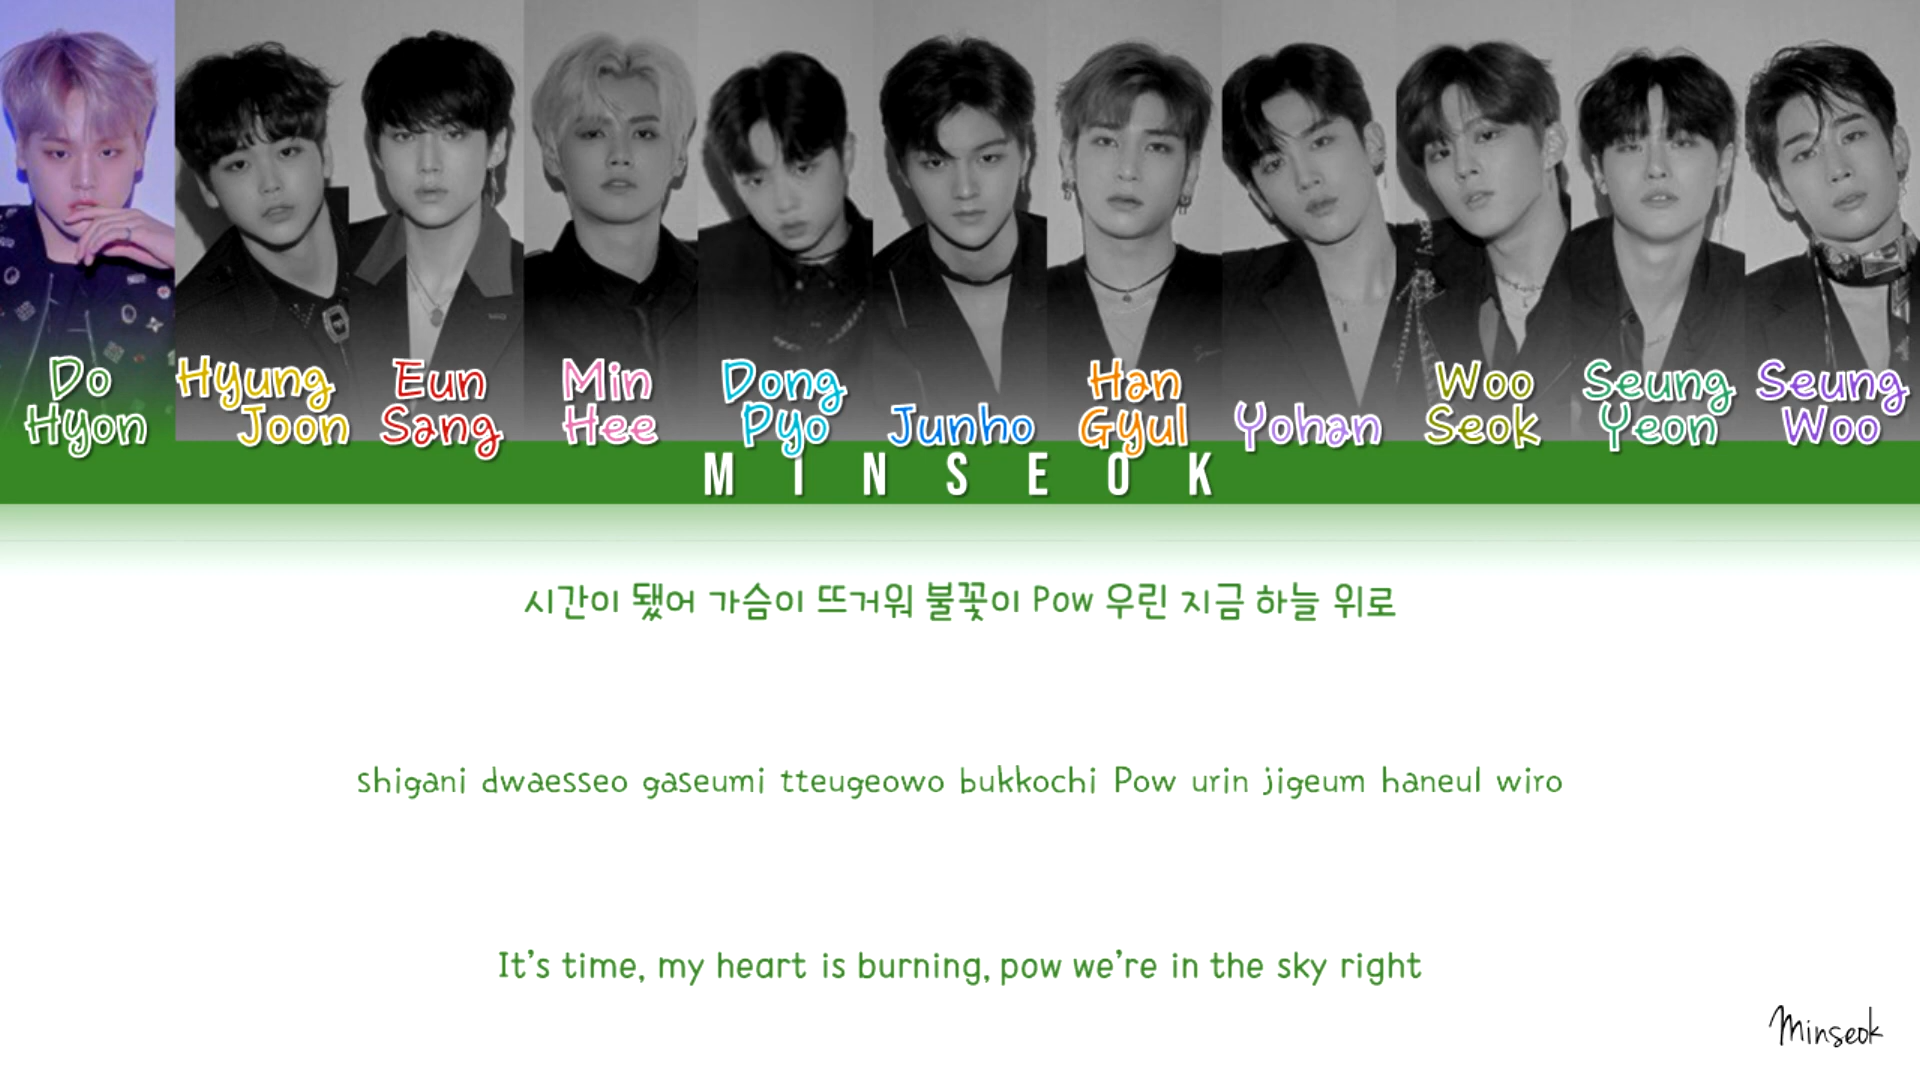 Do Hyon
Hyung Joon
Eun Sang
Min Hee
Dong Pyo
Junho
Han Gyul
Yohan
Woo Seok
Seung Yeon
Seung Woo
MINSEOK
시간이 됐어 가슴이 뜨거워 불꽃이 Pow 우린 지금 하늘 위로
shigani dwaesseo gaseumi tteugeowo bukkochi Pow urin jigeum haneul wiro
It's time, my heart is burning, pow we're in the sky right
Minseok